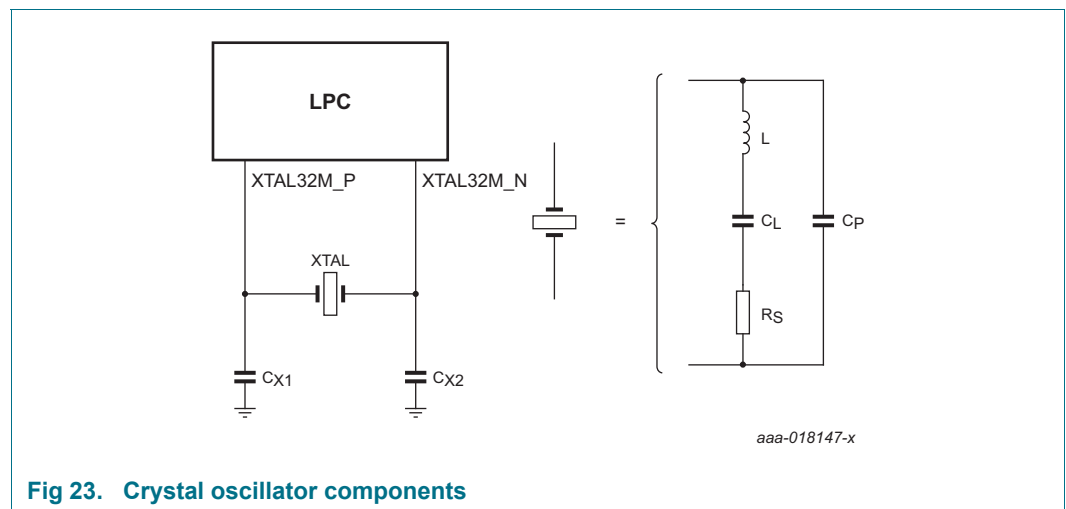 LPC
XTAL32M_P
XTAL32M_N
XTAL
CX1
CX2
=
L
CL
CP
RS
aaa-018147-x
Fig 23. Crystal oscillator components